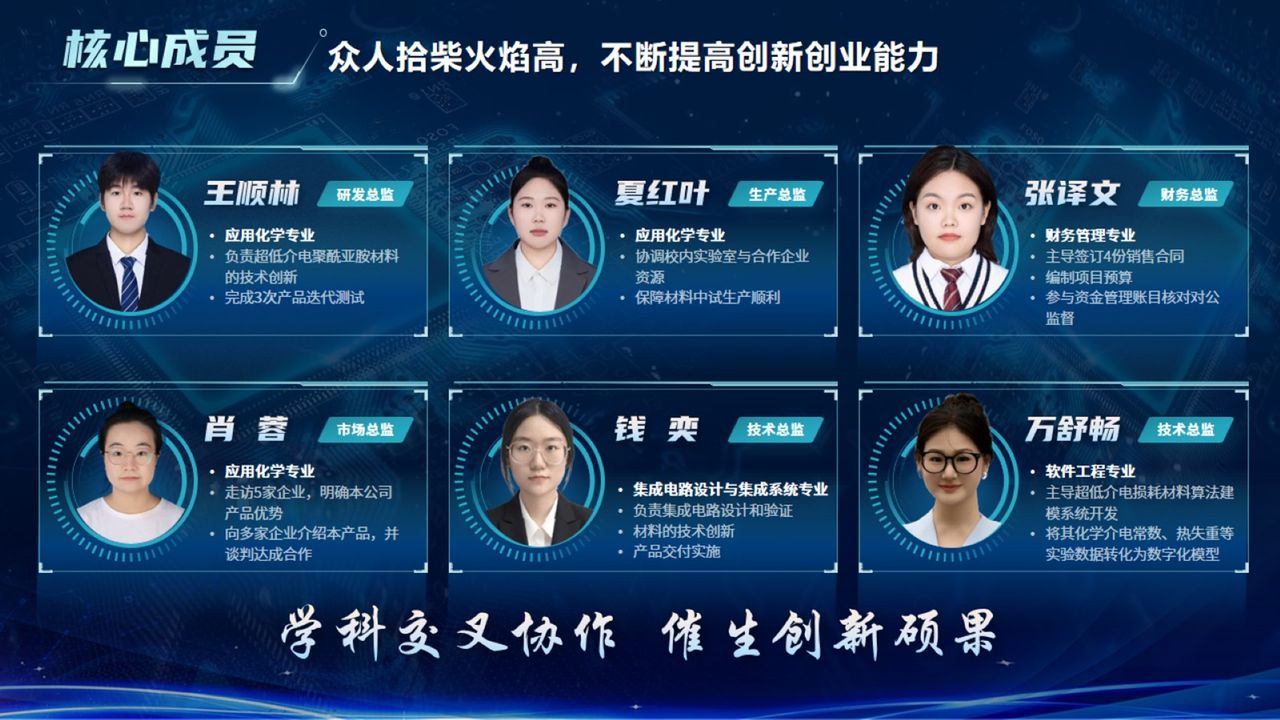 核心成员
众人拾柴火焰高，不断提高创新创业能力
王顺林
研发总监
• 应用化学专业
• 负责超低介电聚酰亚胺材料
的技术创新
• 完成3次产品迭代测试
夏红叶
生产总监
• 应用化学专业
• 协调校内实验室与合作企业
资源
• 保障材料中试生产顺利
张译文
财务总监
• 财务管理专业
• 主导签订4份销售合同
• 编制项目预算
• 参与资金管理账目核对对公
监督
肖 蓉
市场总监
• 应用化学专业
• 走访5家企业，明确本公司
产品优势
• 向多家企业介绍本产品，并
谈判达成合作
钱 奕
技术总监
• 集成电路设计与集成系统专业
• 负责集成电路设计和验证
• 材料的技术创新
• 产品交付实施
万舒畅
技术总监
• 软件工程专业
• 主导超低介电损耗材料算法建
模系统开发
• 将其化学介电常数、热失重等
实验数据转化为数字化模型
学科交叉协作 催生创新硕果